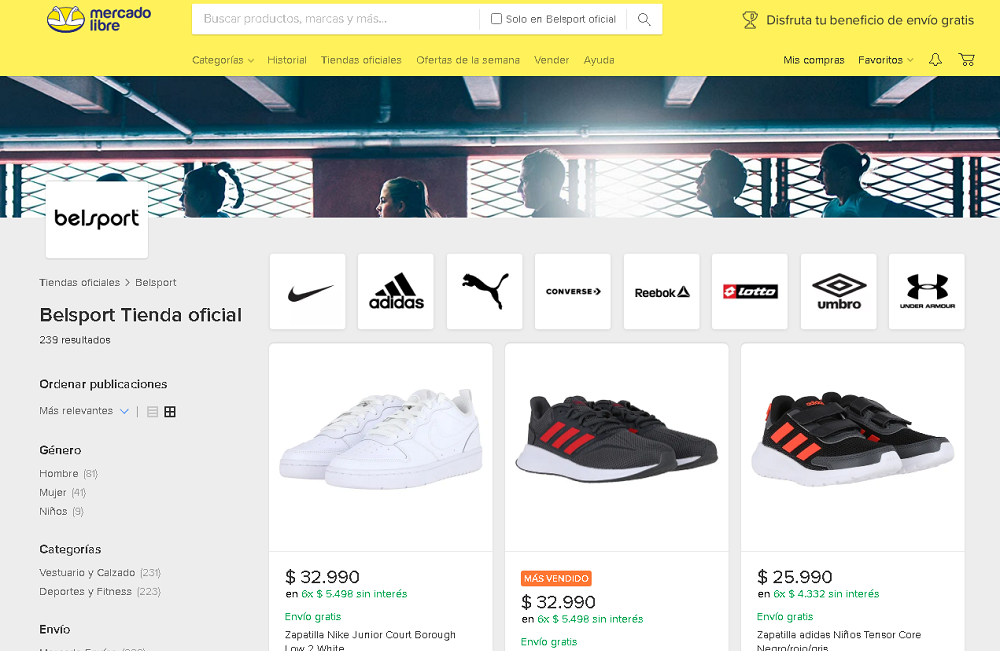 mercado
libre
Buscar productos, marcas y más...
Solo en Belsport oficial
Disfruta tu beneficio de envío gratis
Categorías
Historial
Tiendas oficiales
Ofertas de la semana
Vender
Ayuda
Mis compras
Favoritos
belsport
Tiendas oficiales > Belsport
Belsport Tienda oficial
239 resultados
Ordenar publicaciones
Más relevantes
Género
Hombre (61)
Mujer (41)
Niños (9)
Categorías
Vestuario y Calzado (231)
Deportes y Fitness (223)
Envío
adidas
CONVERSE
Reebok
lotto
umbro
UNDER ARMOUR
$ 32.990
en 6x $ 5.498 sin interés
Envío gratis
Zapatilla Nike Junior Court Borough
Low 2 White
MÁS VENDIDO
$ 32.990
en 6x $ 5.498 sin interés
Envío gratis
$ 25.990
en 6x $ 4.332 sin interés
Envío gratis
Zapatilla adidas Niños Tensor Core
Negro/rojo/gris